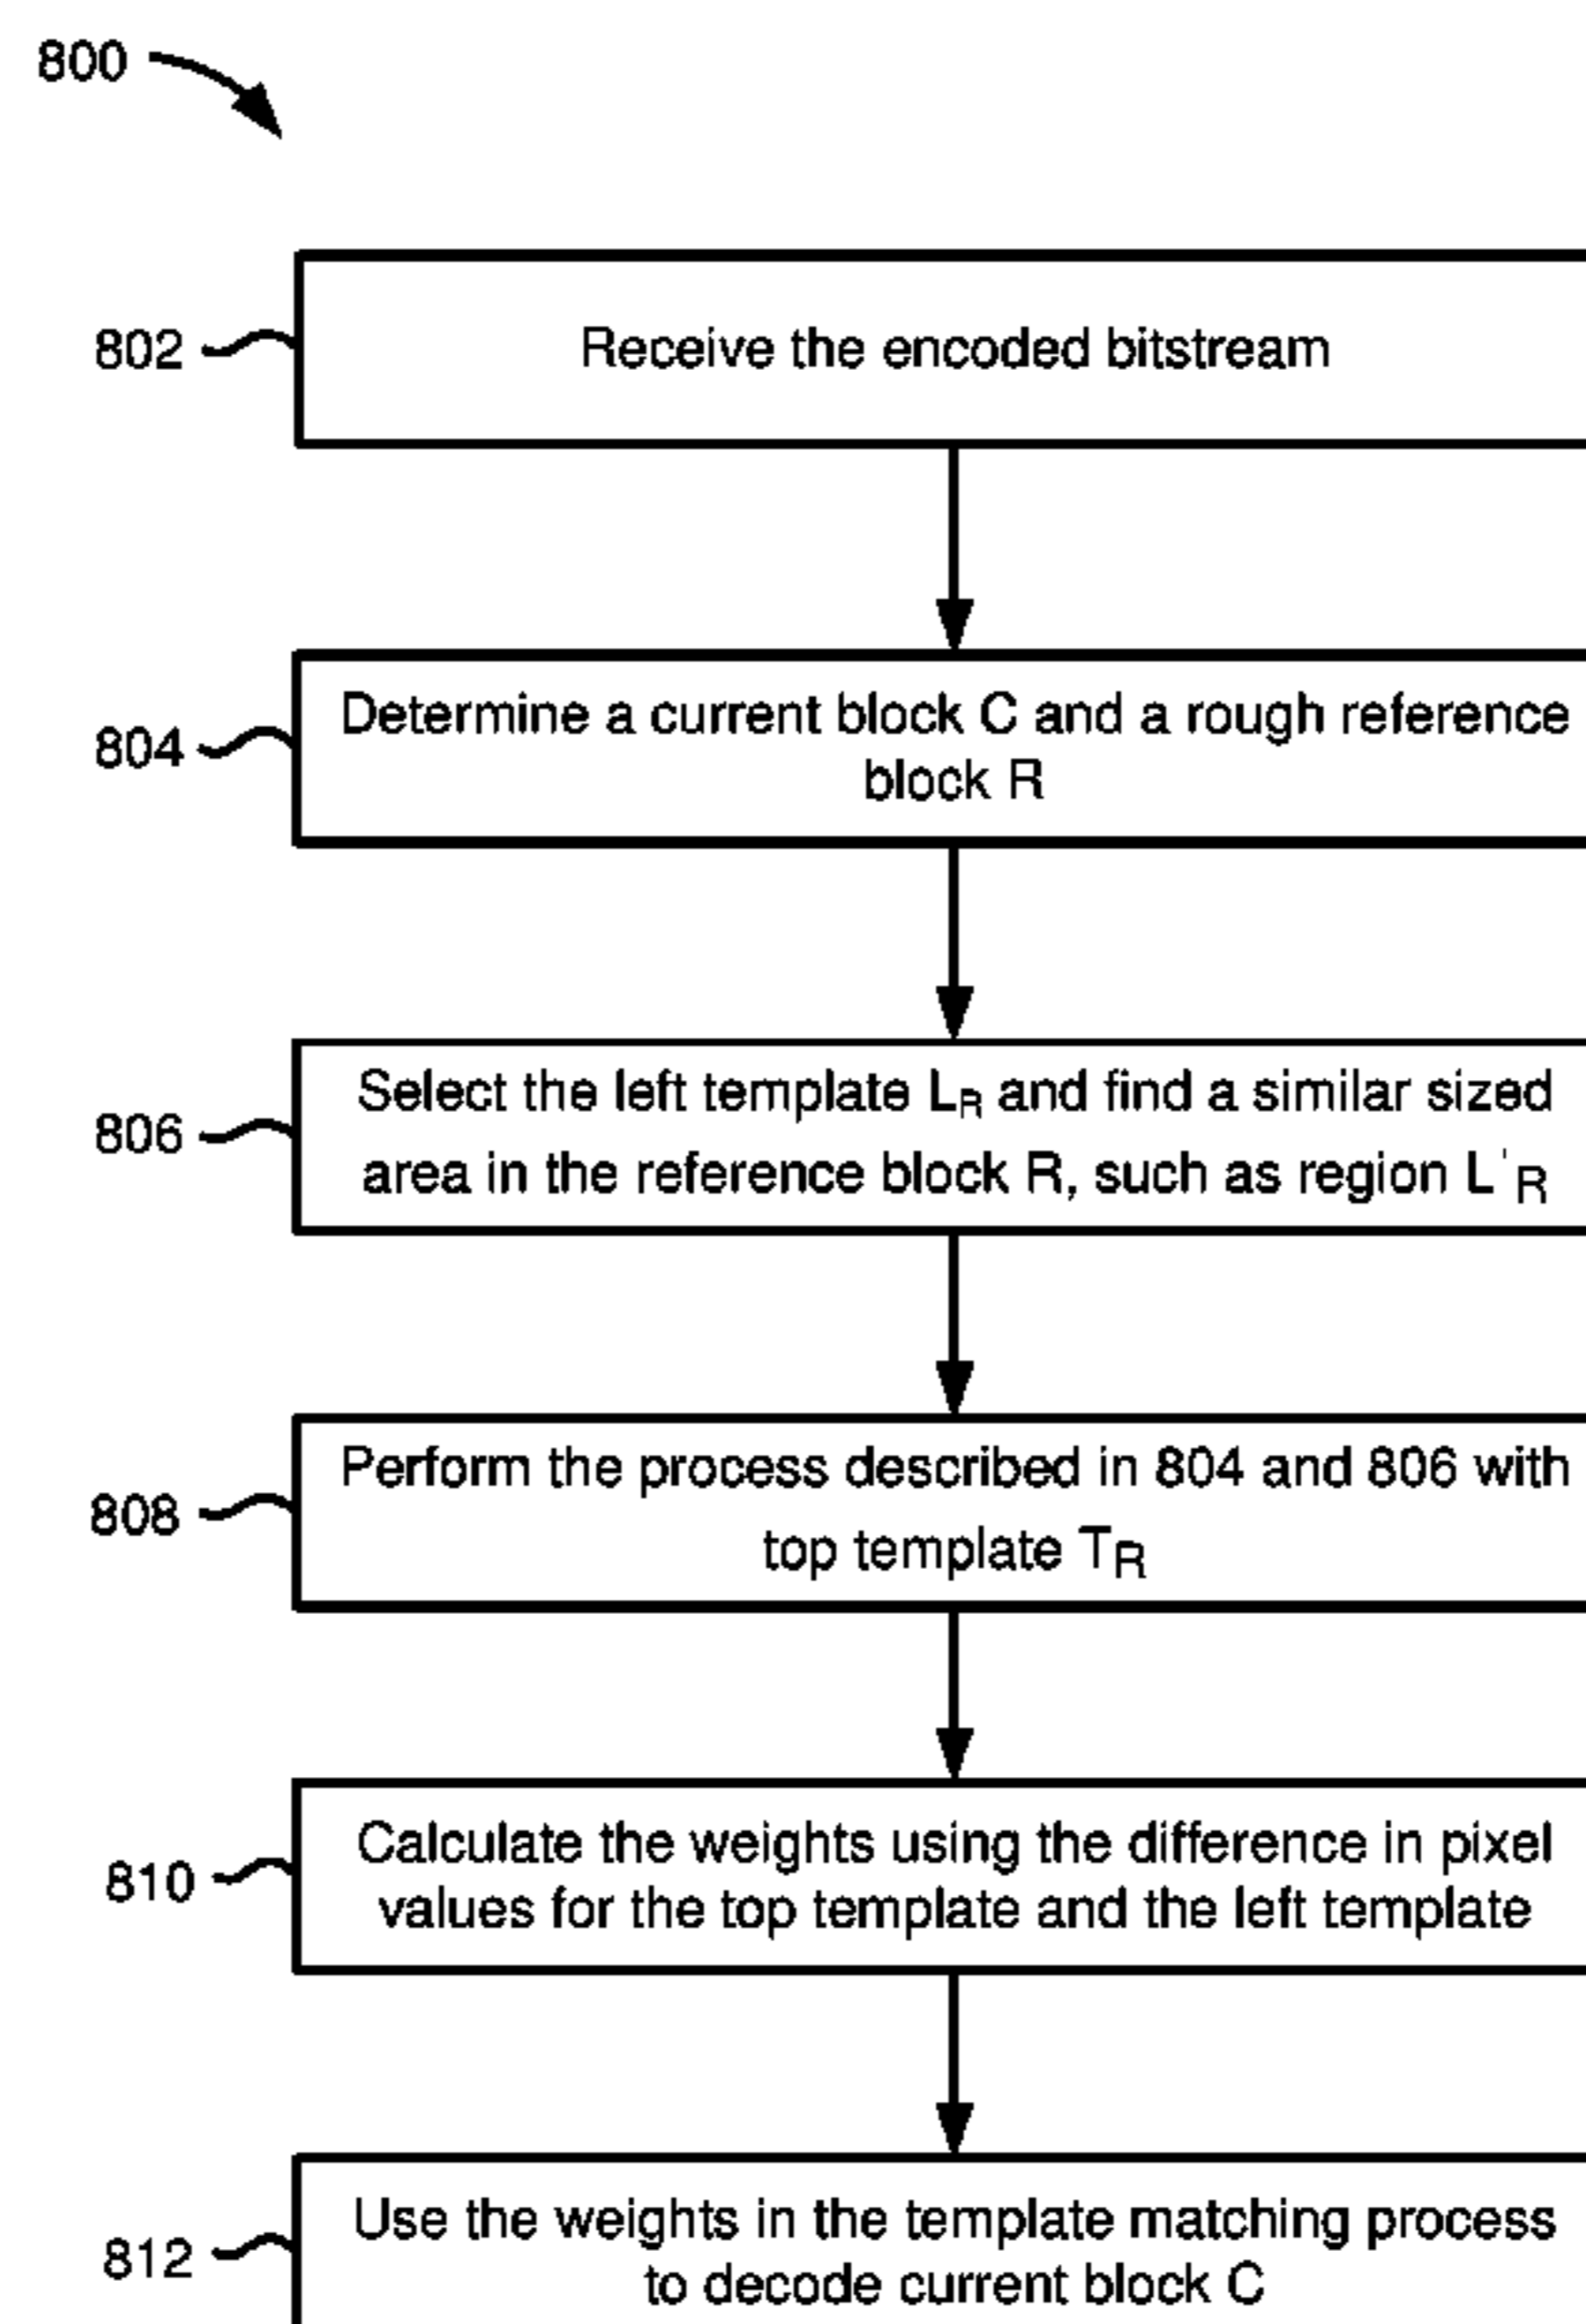 800
802
Receive the encoded bitstream
804
Determine a current block C and a rough reference
block R
806
Select the left template LR and find a similar sized
area in the reference block R, such as region L'R
808
Perform the process described in 804 and 806 with
top template TR
810
Calculate the weights using the difference in pixel
values for the top template and the left template
812
Use the weights in the template matching process
to decode current block C